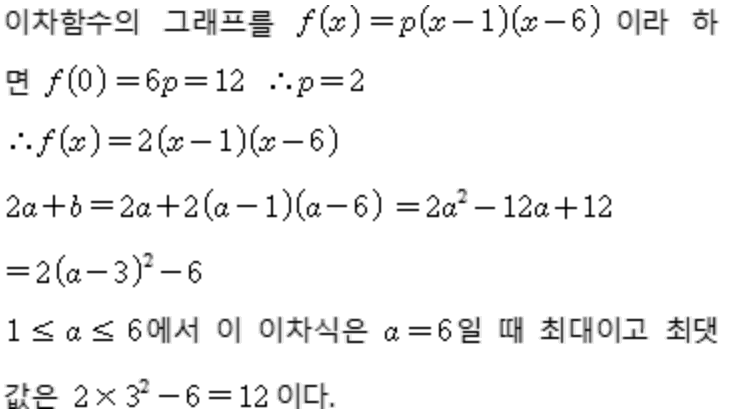 이차함수의 그래프를 f(x)=p(x-1)(x-6) 이라 하
면 f(0)=6p=12 ∴p=2
∴f(x)=2(x-1)(x-6)
2a+b=2a+2(a-1)(a-6)=2a²-12a+12
=2(a-3)²-6
1≤a≤6에서 이 이차식은 a=6일 때 최대이고 최댓
값은 2×3²-6=12이다.